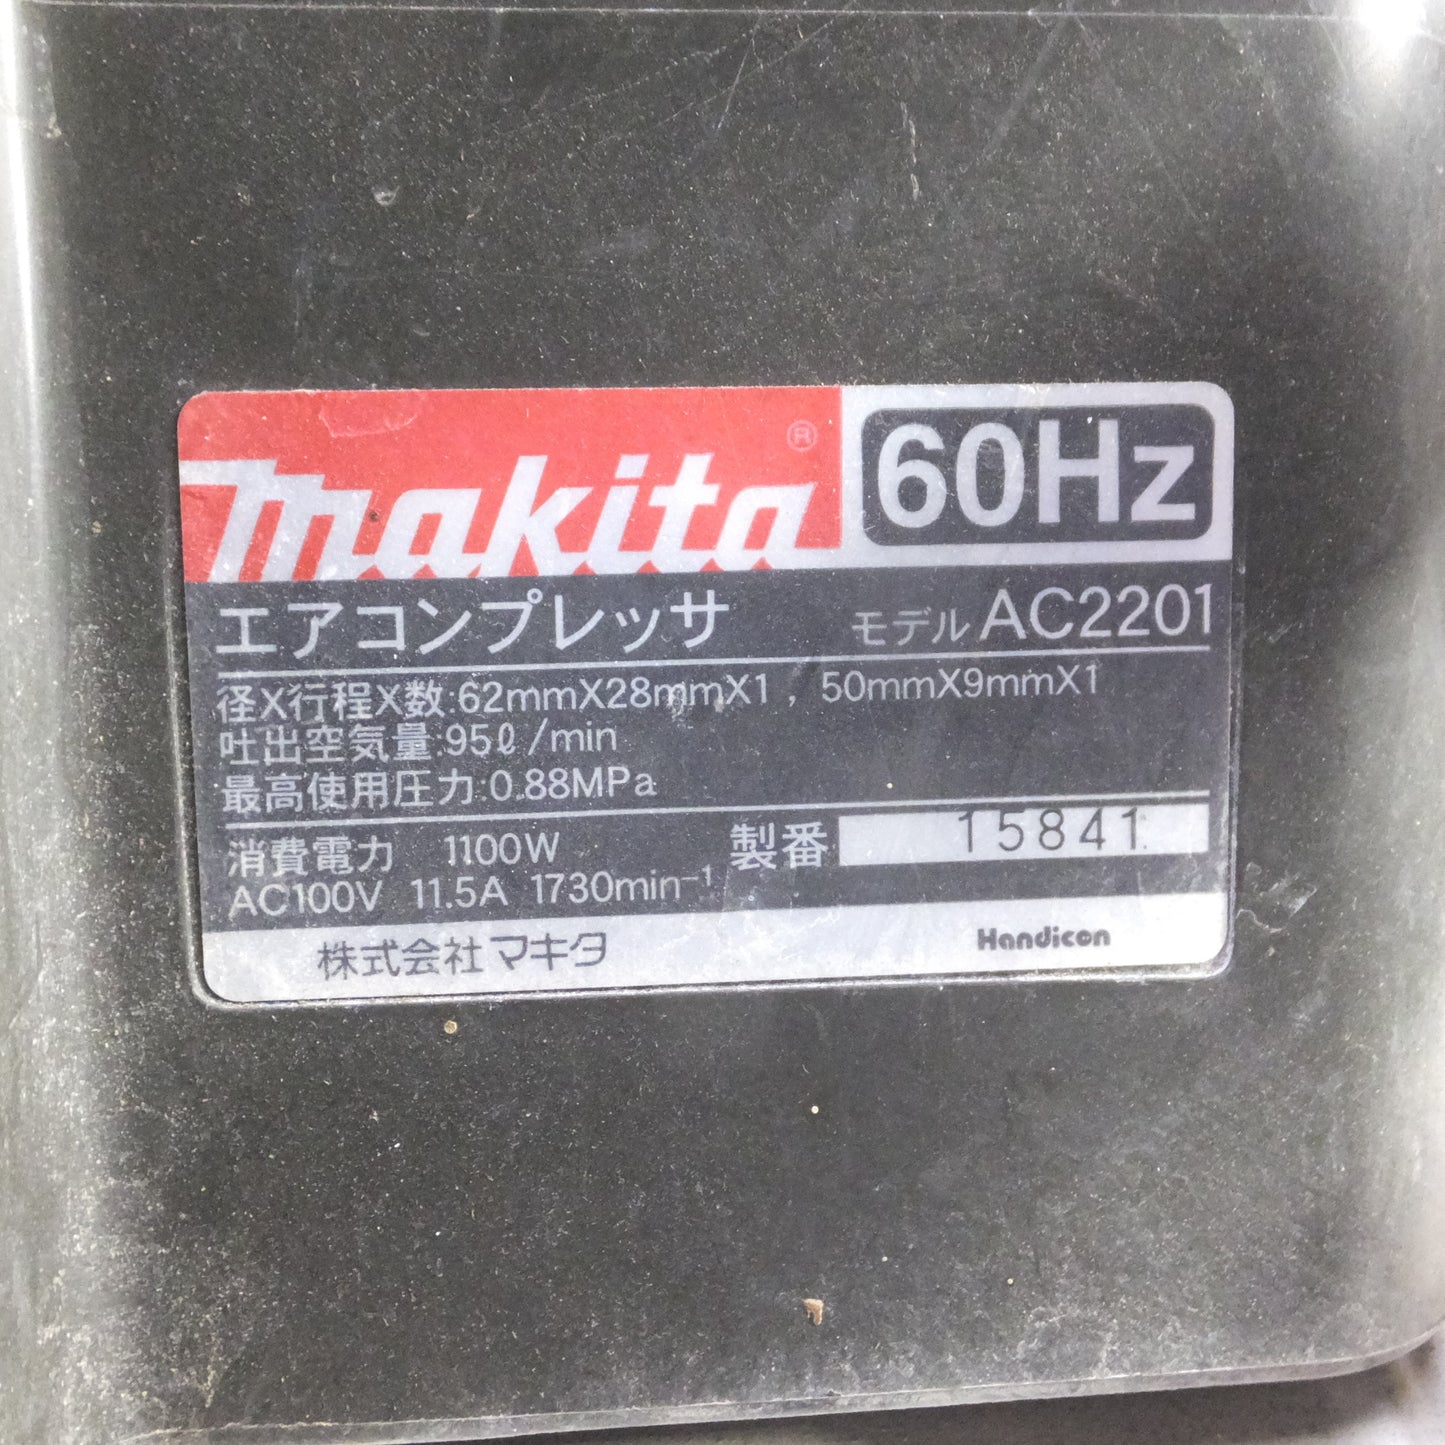 makita® 60Hz
エアコンプレッサ モデル AC2201
径X行程X数:62mmX28mmX1 , 50mmX9mmX1
吐出空気量:95ℓ/min
最高使用圧力:0.88MPa
消費電力 1100W 製番 15841
AC100V 11.5A 1730min⁻¹
株式会社マキタ Handicon